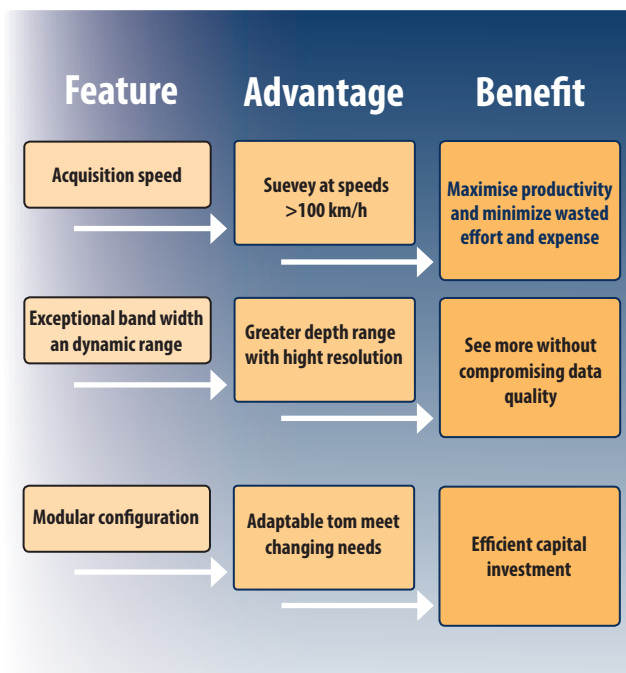 Feature
Advantage
Benefit
Acquisition speed
Suevey at speeds
>100 km/h
Maximise productivity
and minimize wasted
effort and expense
Exceptional band width
an dynamic range
Greater depth range
with hight resolution
See more without
compromising data
quality
Modular configuration
Adaptable tom meet
changing needs
Efficient capital
investment